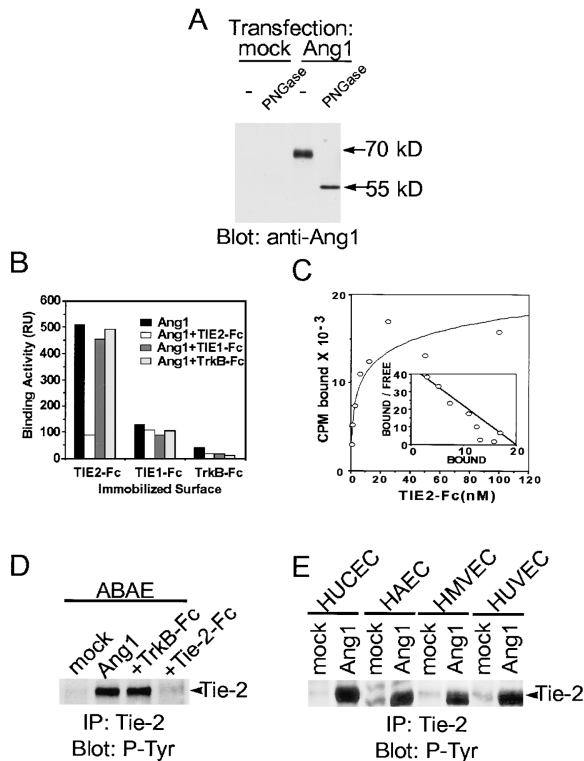 A
Transfection:
mock Ang1
- PNGase - PNGase
70 kD
55 kD
Blot: anti-Ang1
B
Binding Activity (RU)
600
500
400
300
200
100
0
Ang1
Ang1+TIE2-Fc
Ang1+TIE1-Fc
Ang1+TrkB-Fc
TIE2-Fc TIE1-Fc TrkB-Fc
Immobilized Surface
C
CPM bound X 10-3
20
10
0
0 20 40 60 80 100 120
TIE2-Fc(nM)
BOUND / FREE
40
30
20
10
0
0 10 20
BOUND
D
ABAE
mock Ang1 +TrkB-Fc +Tie-2-Fc
Tie-2
IP: Tie-2
Blot: P-Tyr
E
HUCEC HAEC HMVEC HUVEC
mock Ang1 mock Ang1 mock Ang1 mock Ang1
Tie-2
IP: Tie-2
Blot: P-Tyr